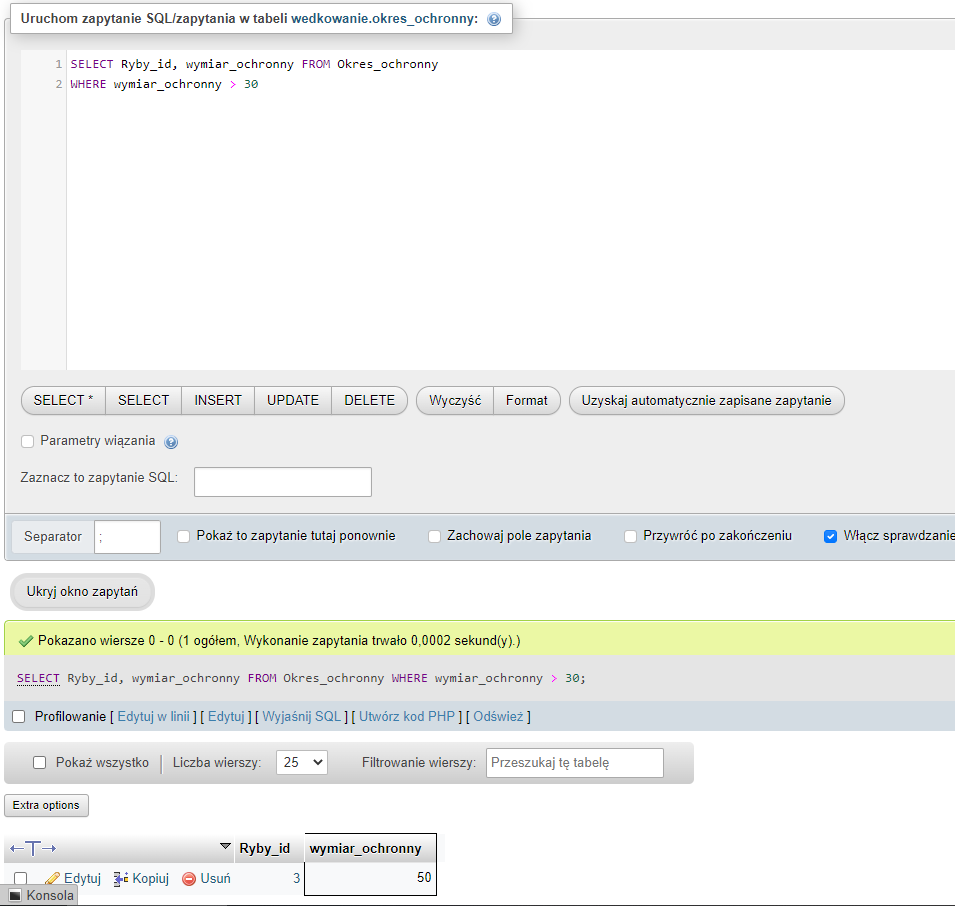 Uruchom zapytanie SQL/zapytania w tabeli wedkowanie.okres_ochronny:
1 SELECT Ryby_id, wymiar_ochronny FROM Okres_ochronny
2 WHERE wymiar_ochronny > 30
SELECT * SELECT INSERT UPDATE DELETE Wyczyść Format Uzyskaj automatycznie zapisane zapytanie
Parametry wiązania
Zaznacz to zapytanie SQL:
Separator ; Pokaż to zapytanie tutaj ponownie Zachowaj pole zapytania Przywróć po zakończeniu Włącz sprawdzanie
Ukryj okno zapytań
Pokazano wiersze 0 - 0 (1 ogółem, Wykonanie zapytania trwało 0,0002 sekund(y).)
SELECT Ryby_id, wymiar_ochronny FROM Okres_ochronny WHERE wymiar_ochronny > 30;
Profilowanie [ Edytuj w linii ] [ Edytuj ] [ Wyjaśnij SQL ] [ Utwórz kod PHP ] [ Odśwież ]
Pokaż wszystko Liczba wierszy: 25 Filtrowanie wierszy: Przeszukaj tę tabelę
Extra options
←T→ Ryby_id wymiar_ochronny
Edytuj Kopiuj Usuń 3 50
Konsola